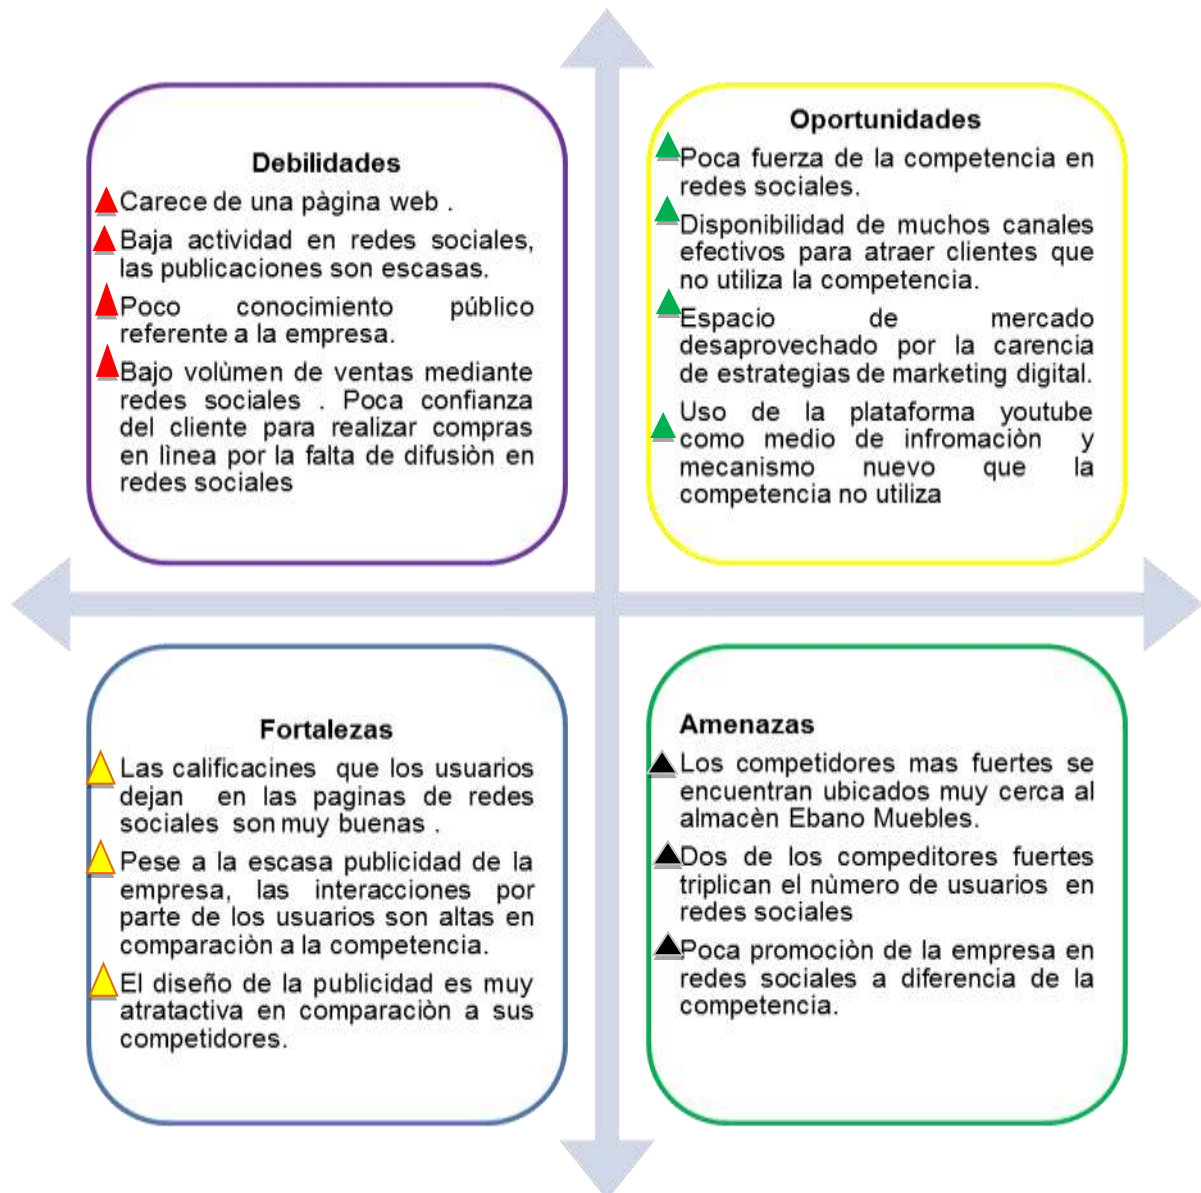 Debilidades
Carece de una pàgina web .
Baja actividad en redes sociales,
las publicaciones son escasas.
Poco conocimiento público
referente a la empresa.
Bajo volùmen de ventas mediante
redes sociales . Poca confianza
del cliente para realizar compras
en lìnea por la falta de difusiòn en
redes sociales
Oportunidades
Poca fuerza de la competencia en
redes sociales.
Disponibilidad de muchos canales
efectivos para atraer clientes que
no utiliza la competencia.
Espacio de mercado
desaprovechado por la carencia
de estrategias de marketing digital.
Uso de la plataforma youtube
como medio de infromaciòn y
mecanismo nuevo que la
competencia no utiliza
Fortalezas
Las calificacines que los usuarios
dejan en las paginas de redes
sociales son muy buenas .
Pese a la escasa publicidad de la
empresa, las interacciones por
parte de los usuarios son altas en
comparaciòn a la competencia.
El diseño de la publicidad es muy
atratactiva en comparaciòn a sus
competidores.
Amenazas
Los competidores mas fuertes se
encuentran ubicados muy cerca al
almacèn Ebano Muebles.
Dos de los compeditores fuertes
triplican el nùmero de usuarios en
redes sociales
Poca promociòn de la empresa en
redes sociales a diferencia de la
competencia.